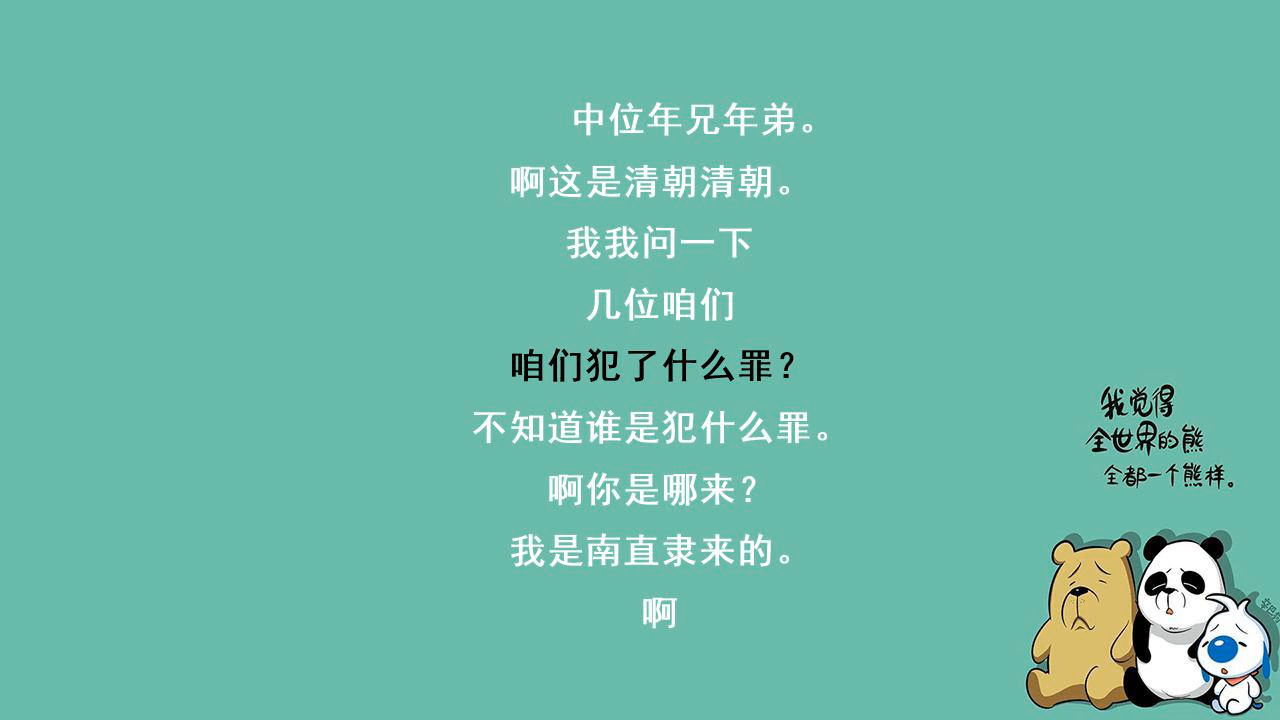 中位年兄年弟。
啊这是清朝清朝。
我我问一下
几位咱们
咱们犯了什么罪？
不知道谁是犯什么罪。
啊你是哪来？
我是南直隶来的。
啊
我觉得
全世界的熊
全都一个熊样。